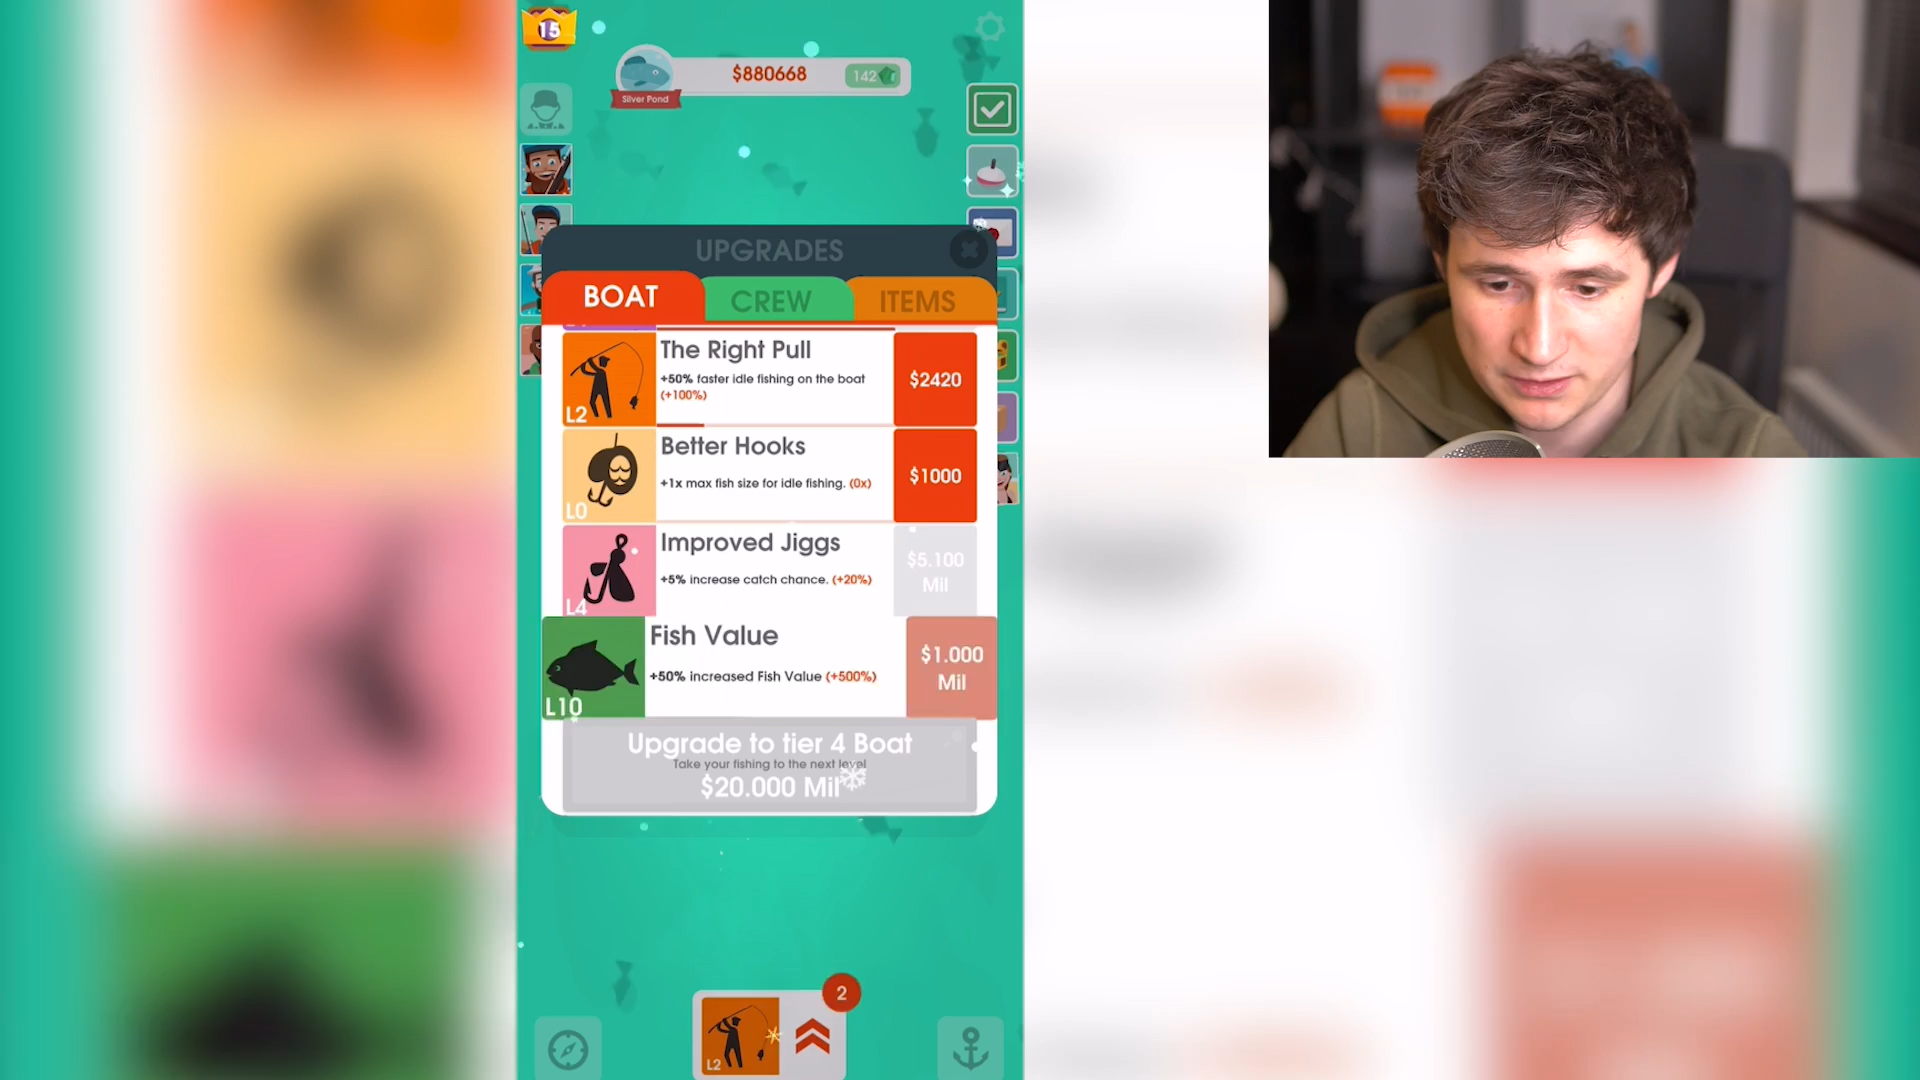 15
$880668
142
Silver Pond
UPGRADES
BOAT
CREW
ITEMS
The Right Pull
+50% faster idle fishing on the boat
(+100%)
L2
$2420
Better Hooks
+1x max fish size for idle fishing. (0x)
L0
$1000
Improved Jiggs
+5% increase catch chance. (+20%)
L4
$5.100
Mil
Fish Value
+50% increased Fish Value (+500%)
L10
$1.000
Mil
Upgrade to tier 4 Boat
Take your fishing to the next level
$20.000 Mil
2
L2